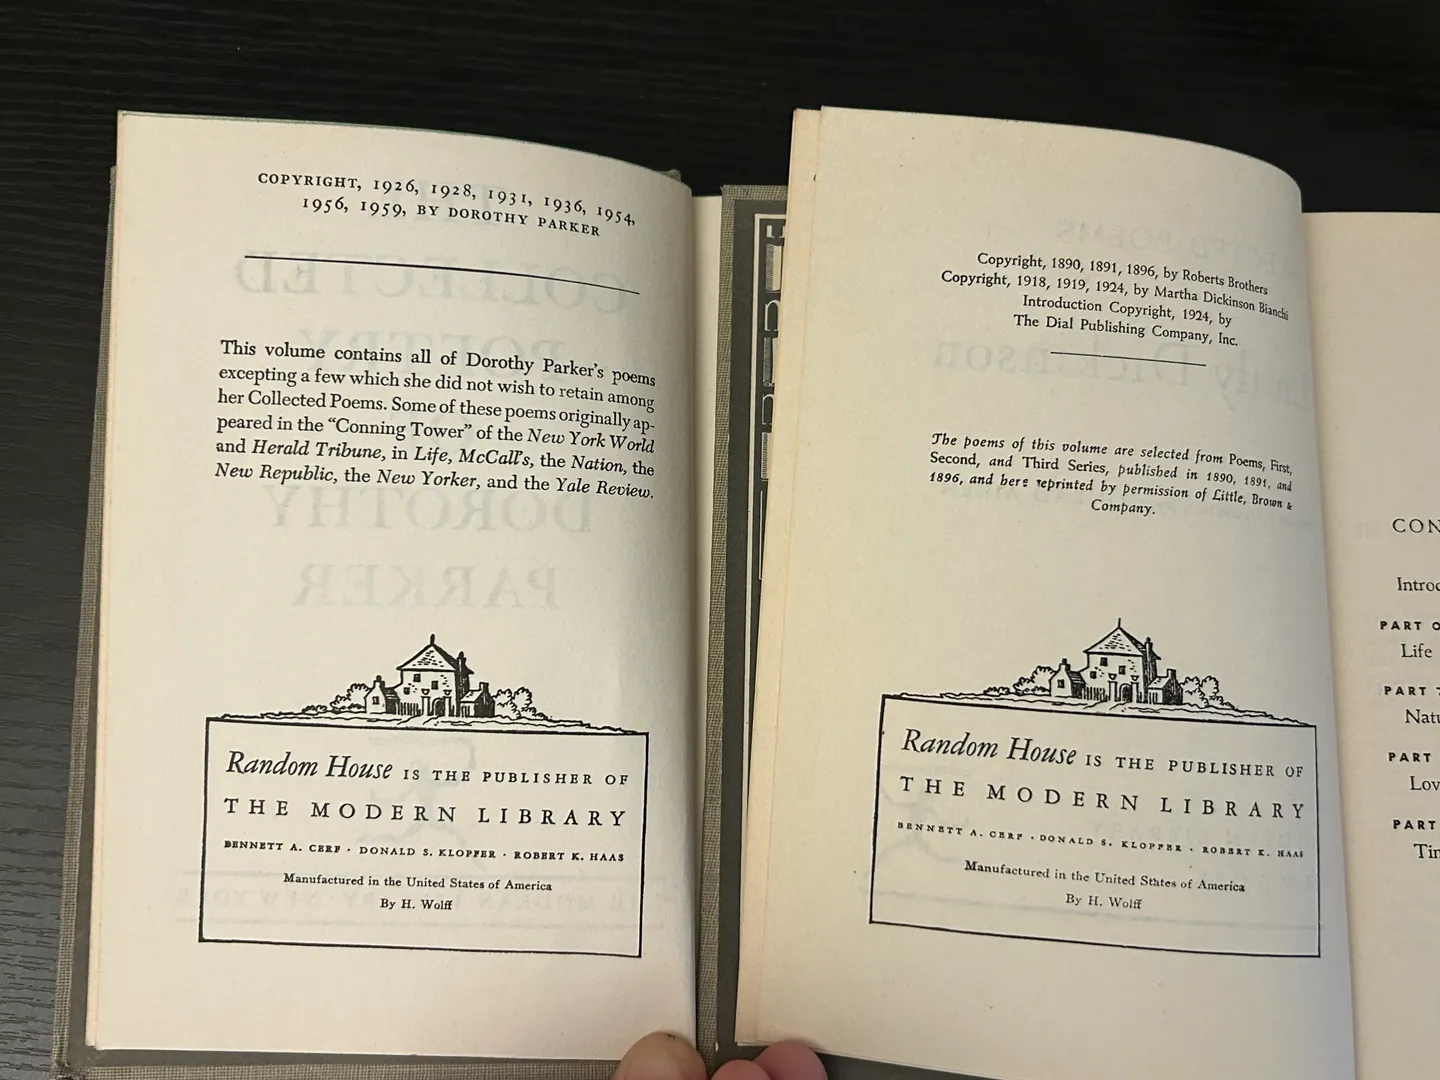 COPYRIGHT, 1926, 1928, 1931, 1936, 1954,
1956, 1959, BY DOROTHY PARKER
This volume contains all of Dorothy Parker's poems
excepting a few which she did not wish to retain among
her Collected Poems. Some of these poems originally ap-
peared in the “Conning Tower” of the New York World
and Herald Tribune, in Life, McCall's, the Nation, the
New Republic, the New Yorker, and the Yale Review.
Random House IS THE PUBLISHER OF
THE MODERN LIBRARY
BENNETT A. CERF · DONALD S. KLOPFER · ROBERT K. HAAS
Manufactured in the United States of America
By H. Wolff
Copyright, 1890, 1891, 1896, by Roberts Brothers
Copyright, 1918, 1919, 1924, by Martha Dickinson Bianchi
Introduction Copyright, 1924, by
The Dial Publishing Company, Inc.
The poems of this volume are selected from Poems, First,
Second, and Third Series, published in 1890, 1891, and
1896, and here reprinted by permission of Little, Brown &
Company.
Random House IS THE PUBLISHER OF
THE MODERN LIBRARY
BENNETT A. CERF · DONALD S. KLOPFER · ROBERT K. HAAS
Manufactured in the United States of America
By H. Wolff
CON
Introd
PART O
Life
PART
Natu
PART
Lov
PART
Tim